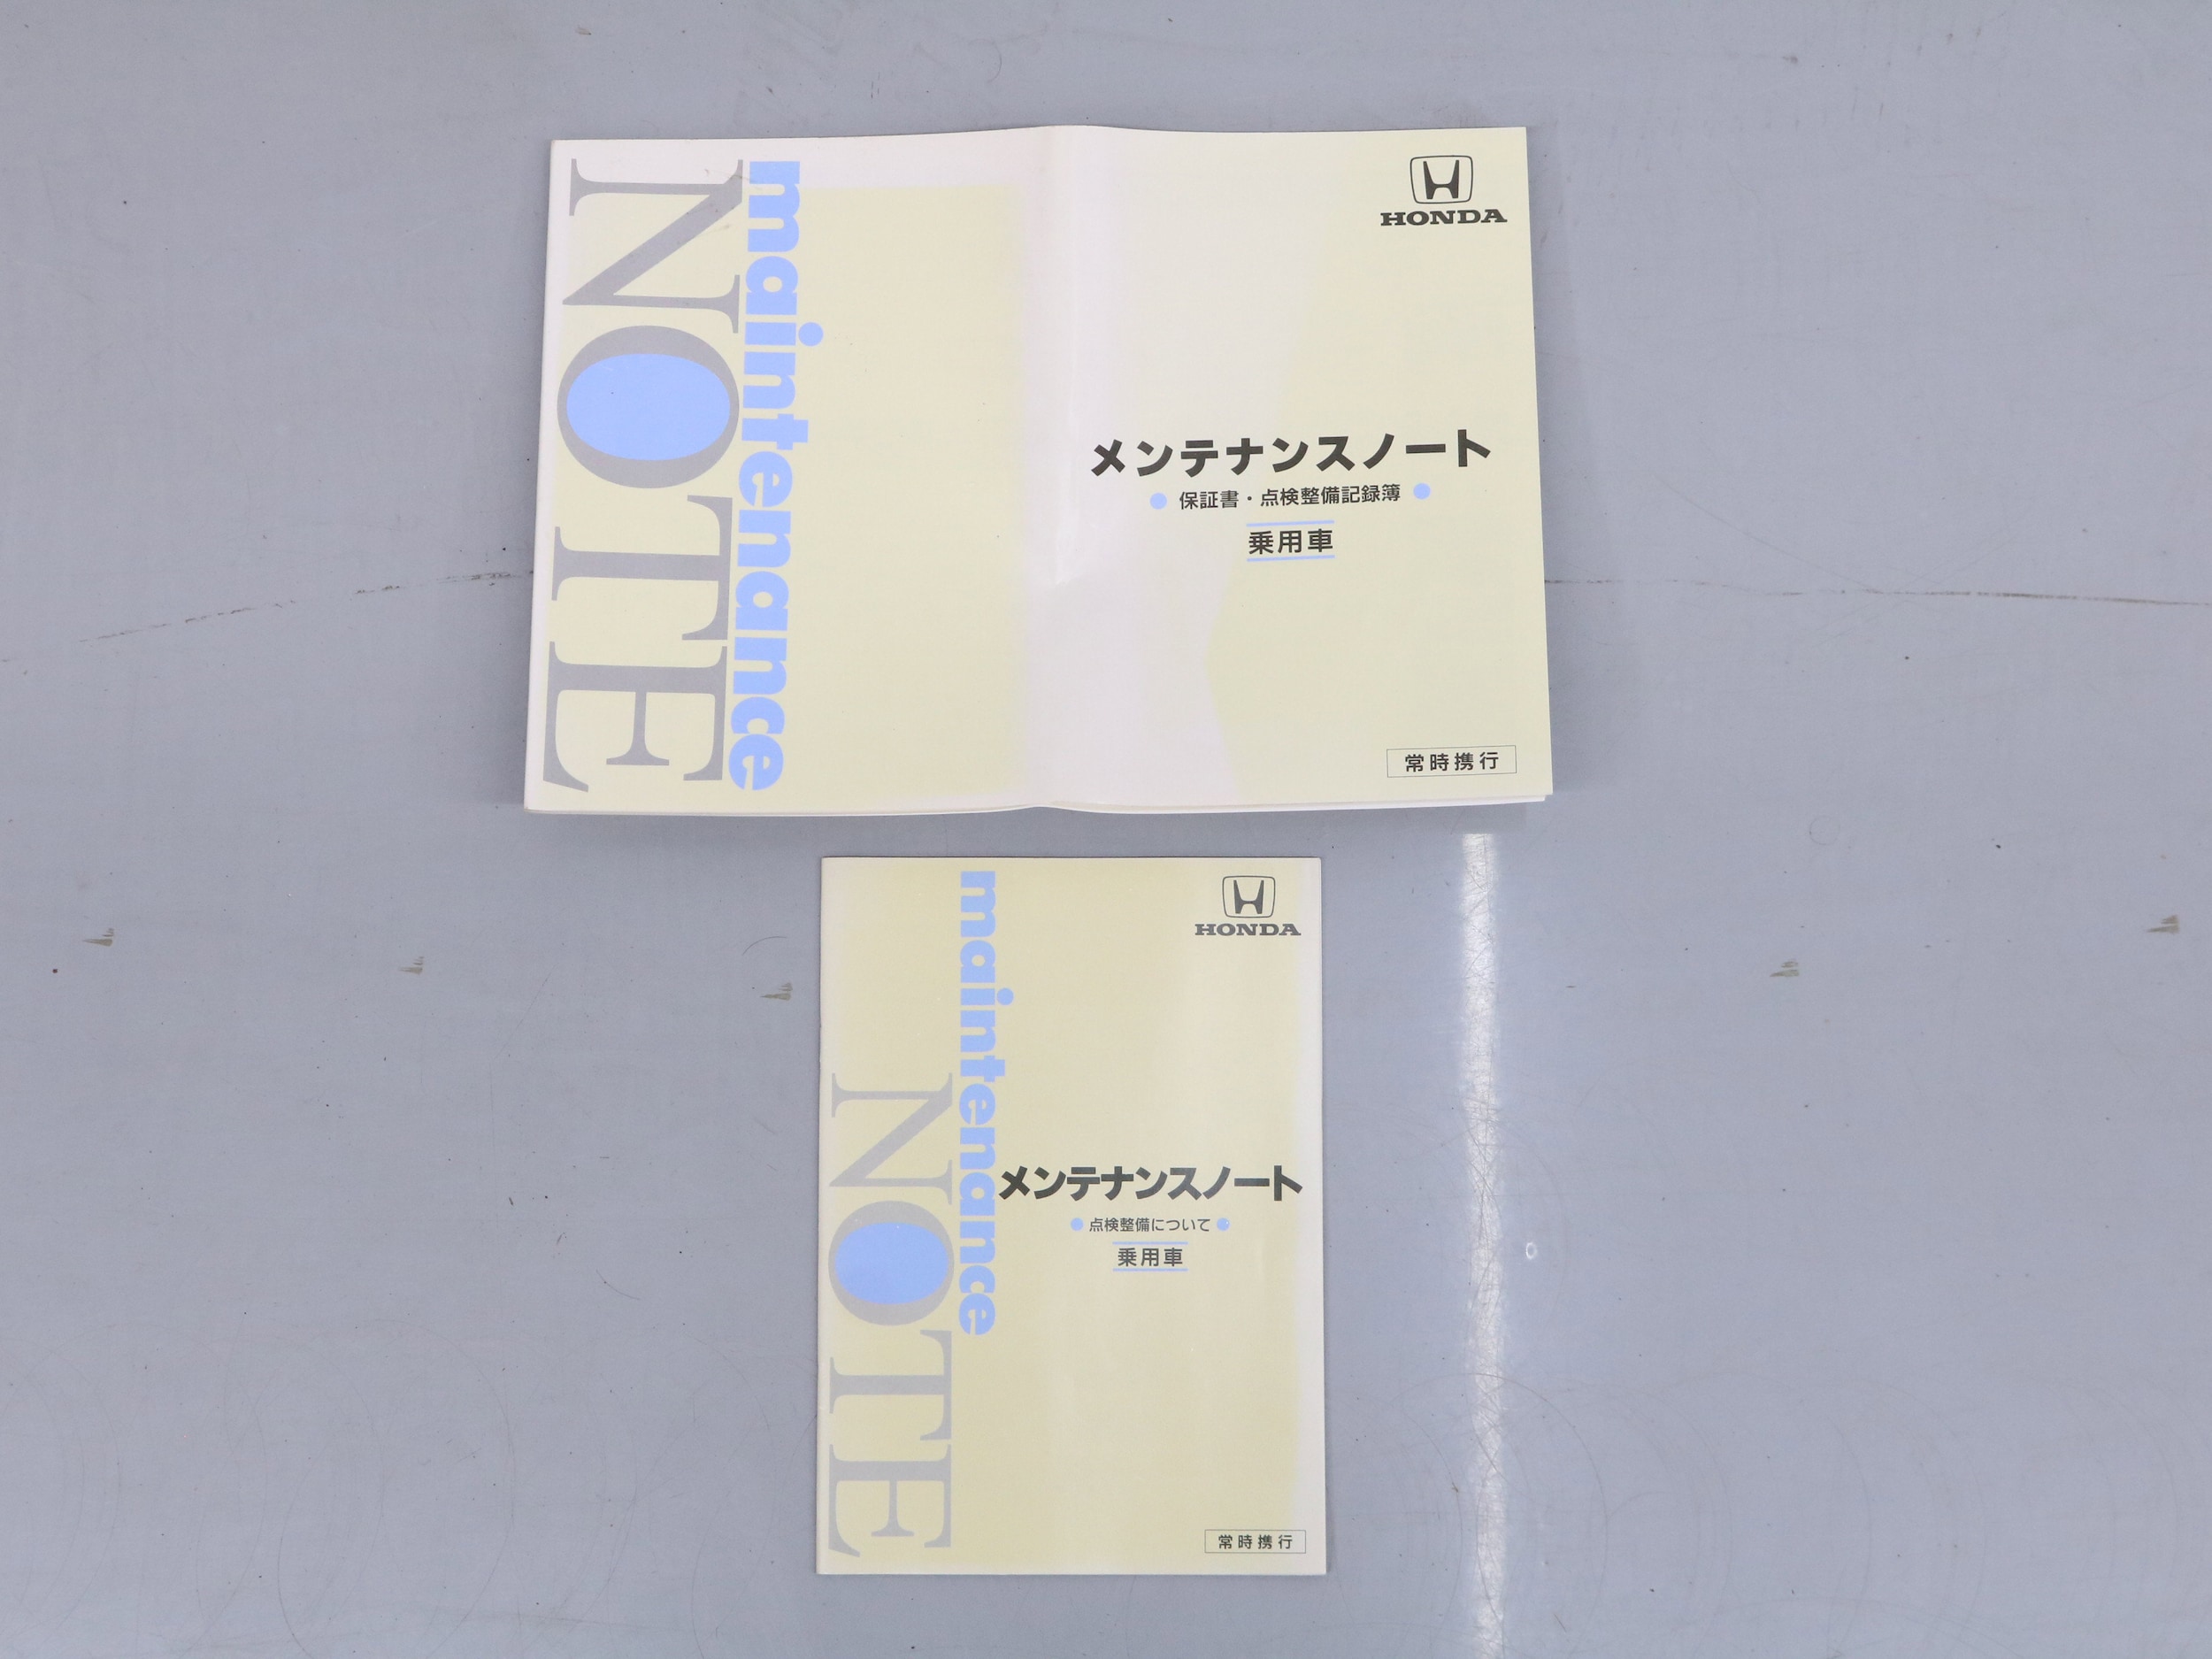 maintenance
NOTE
HONDA
メンテナンスノート
保証書・点検整備記録簿
乗用車
常時携行
maintenance
NOTE
HONDA
メンテナンスノート
点検整備について
乗用車
常時携行